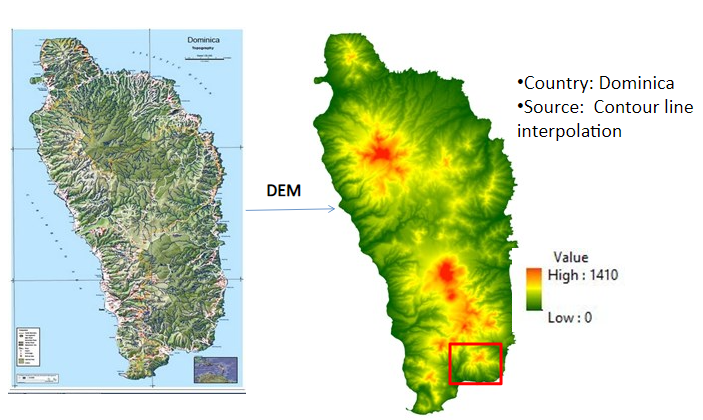 Dominica
Topography
DEM
•Country: Dominica
•Source:  Contour line
interpolation
Value
High : 1410
Low : 0